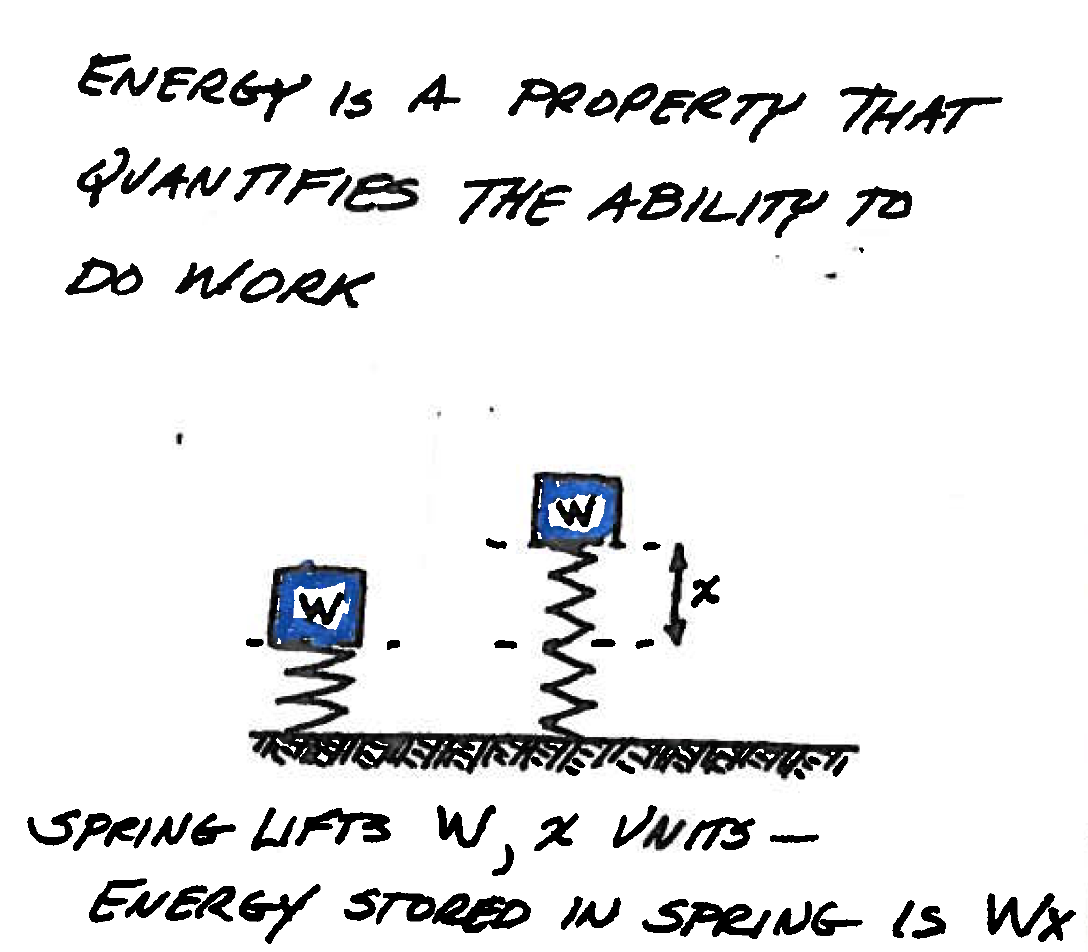 ENERGY IS A PROPERTY THAT
QUANTIFIES THE ABILITY TO
DO WORK
W
W
x
SPRING LIFTS W, x UNITS —
ENERGY STORED IN SPRING IS Wx